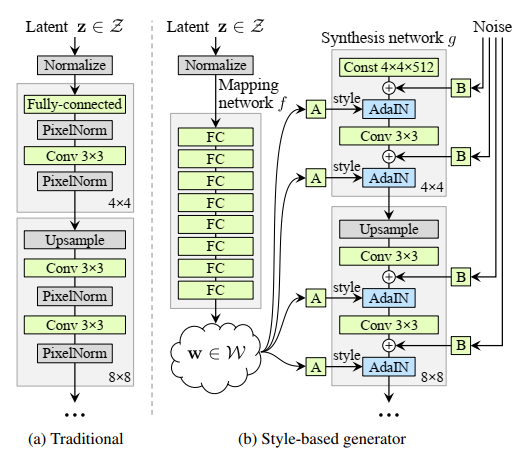 Latent z ∈ Z
Normalize
Fully-connected
PixelNorm
Conv 3×3
PixelNorm
4×4
Upsample
Conv 3×3
PixelNorm
Conv 3×3
PixelNorm
8×8
...
(a) Traditional
Latent z ∈ Z
Normalize
Mapping
network f
FC
FC
FC
FC
FC
FC
FC
FC
w ∈ W
Synthesis network g
Noise
Const 4×4×512
B
A
style
AdaIN
Conv 3×3
B
A
style
AdaIN
4×4
Upsample
Conv 3×3
B
A
style
AdaIN
Conv 3×3
B
A
style
AdaIN
8×8
...
(b) Style-based generator